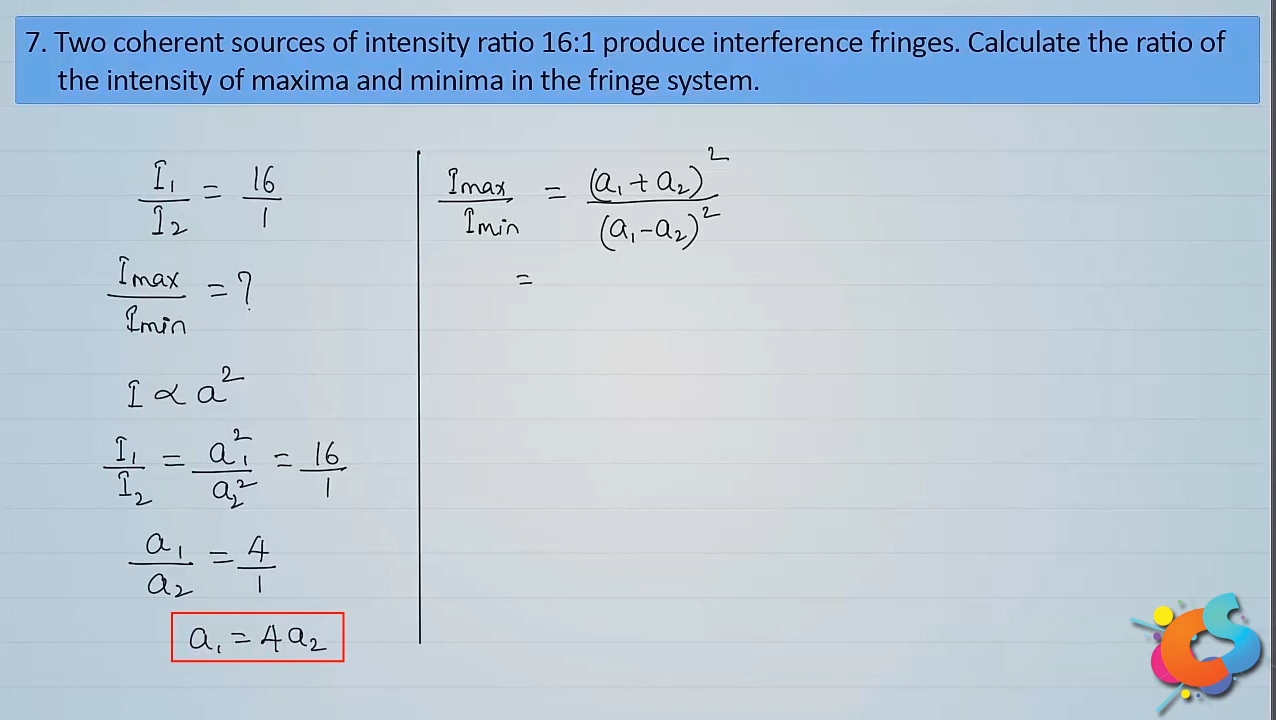 7. Two coherent sources of intensity ratio 16:1 produce interference fringes. Calculate the ratio of
the intensity of maxima and minima in the fringe system.
I₁/I₂ = 16/1
Imax/Imin = ?
I ∝ a²
I₁/I₂ = a₁²/a₂² = 16/1
a₁/a₂ = 4/1
a₁ = 4a₂
Imax/Imin = (a₁ + a₂)²/(a₁ - a₂)²
=
CS